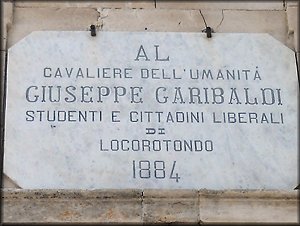 AL
CAVALIERE DELL'UMANITÀ
GIUSEPPE GARIBALDI
STUDENTI E CITTADINI LIBERALI
DI
LOCOROTONDO
1884